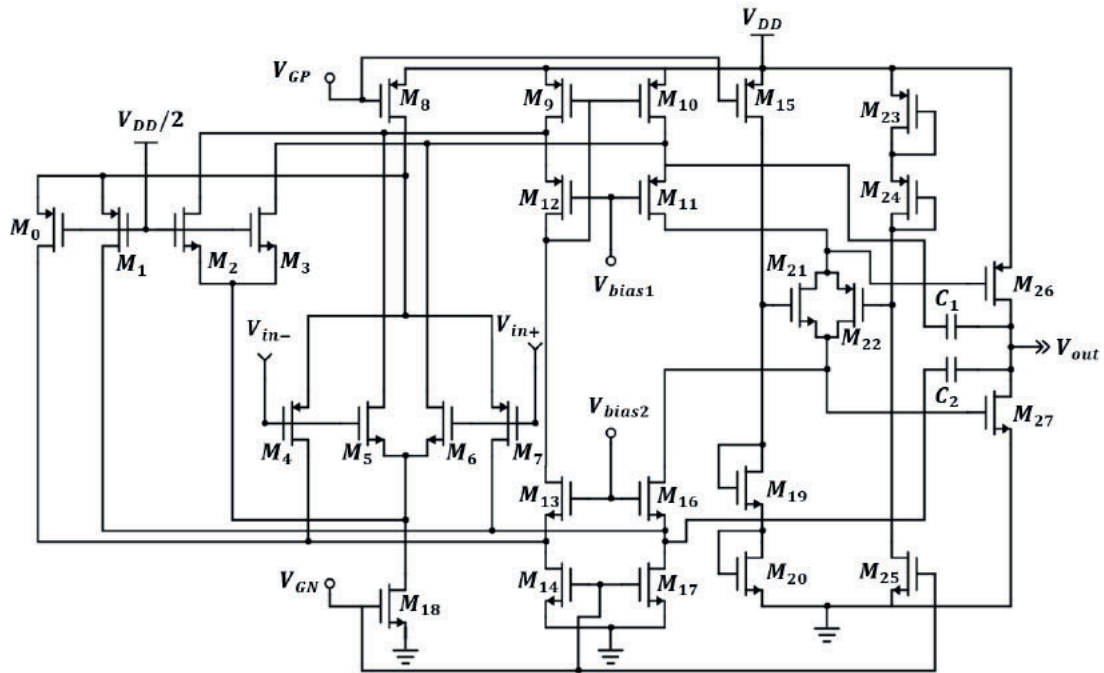 V_DD
V_GP
M_8
M_9
M_10
M_15
M_23
V_DD/2
M_12
M_11
M_24
M_0
M_1
M_2
M_3
V_bias1
M_21
M_22
M_26
C_1
V_in-
V_in+
V_out
C_2
V_bias2
M_27
M_4
M_5
M_6
M_7
M_13
M_16
M_19
V_GN
M_14
M_17
M_20
M_25
M_18